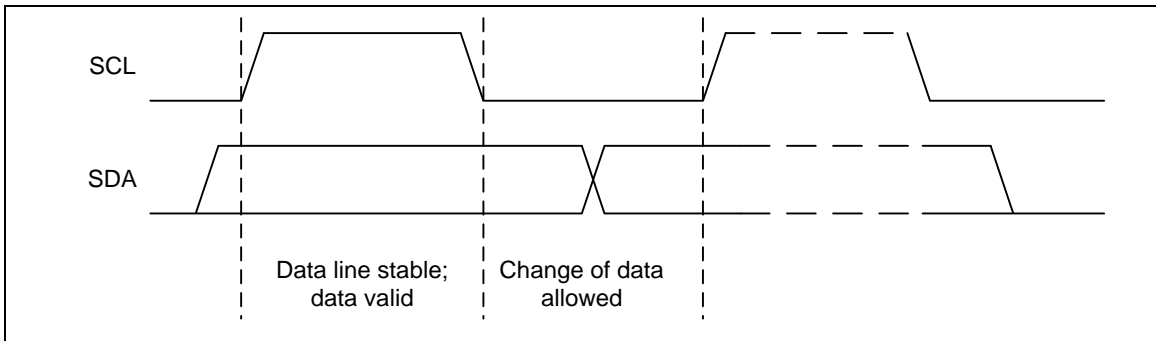 SCL
SDA
Data line stable;
data valid
Change of data
allowed